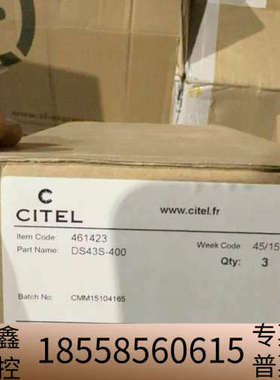 C
CITEL
www.citel.fr
Item Code: 461423
Part Name: DS43S-400
Week Code: 45/15
Qty: 3
Batch No: CMM15104165
鑫
控
18558560615
专
普